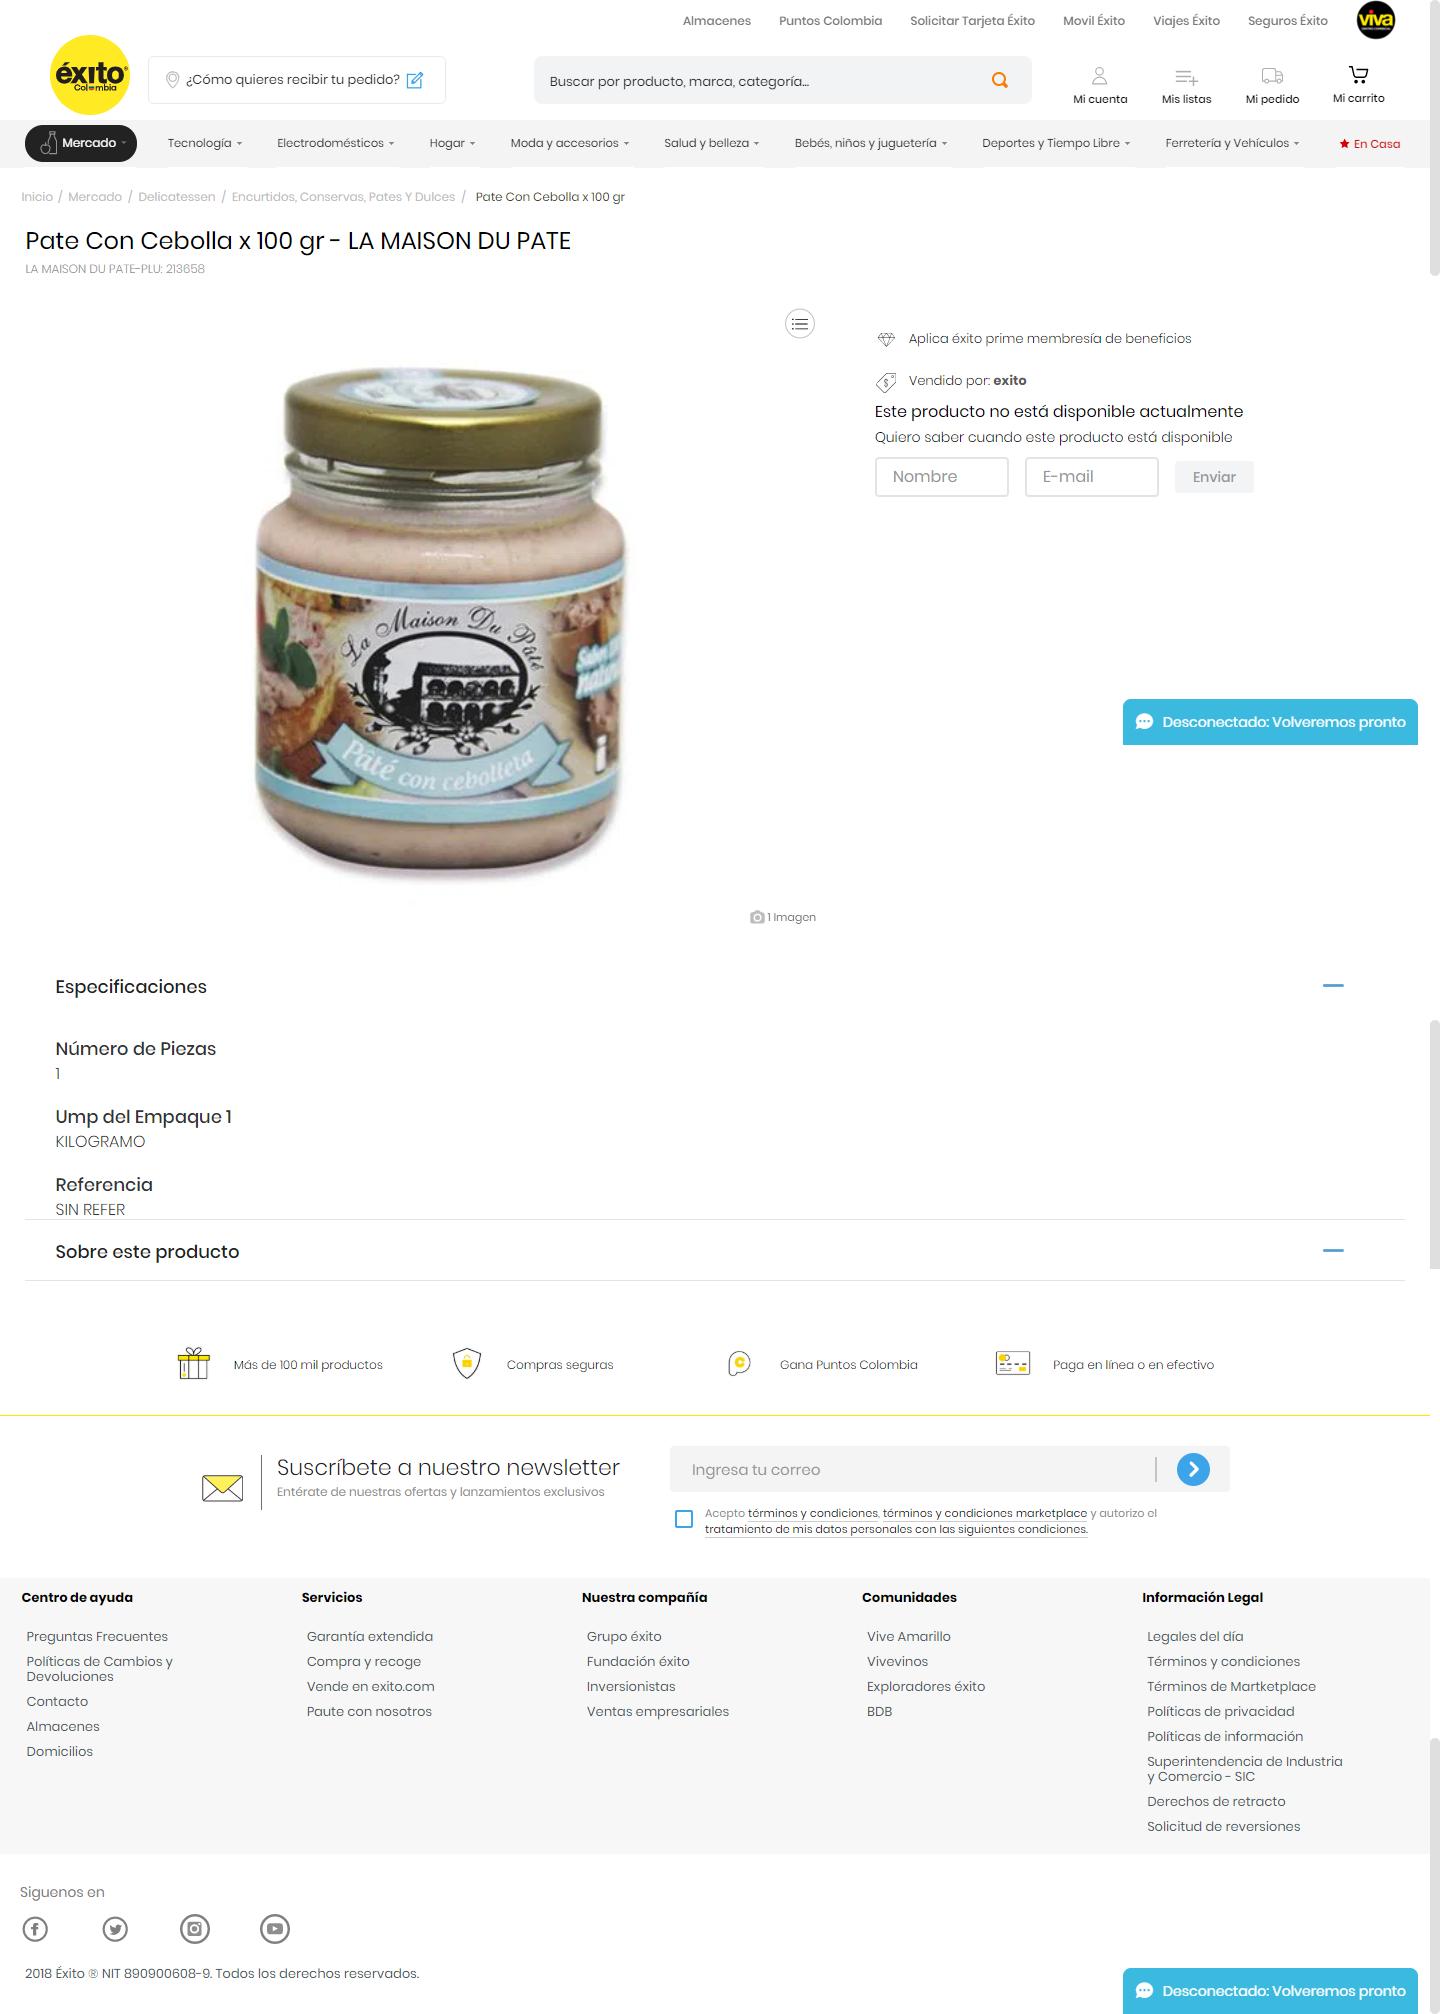 Almacenes Puntos Colombia Solicitar Tarjeta Éxito Movil Éxito Viajes Éxito Seguros Éxito viva
éxito
Colombia
¿Cómo quieres recibir tu pedido?
Buscar por producto, marca, categoría...
Mi cuenta Mis listas Mi pedido Mi carrito
Mercado Tecnología Electrodomésticos Hogar Moda y accesorios Salud y belleza Bebés, niños y juguetería Deportes y Tiempo Libre Ferretería y Vehículos En Casa
Inicio / Mercado / Delicatessen / Encurtidos, Conservas, Pates Y Dulces / Pate Con Cebolla x 100 gr
Pate Con Cebolla x 100 gr - LA MAISON DU PATE
LA MAISON DU PATE-PLU: 213658
Aplica éxito prime membresía de beneficios
Vendido por: exito
Este producto no está disponible actualmente
Quiero saber cuando este producto está disponible
Nombre E-mail Enviar
La Maison Du Pâté
Pâté con cebolleta
Desconectado: Volveremos pronto
1 Imagen
Especificaciones
Número de Piezas
1
Ump del Empaque 1
KILOGRAMO
Referencia
SIN REFER
Sobre este producto
Más de 100 mil productos Compras seguras Gana Puntos Colombia Paga en línea o en efectivo
Suscríbete a nuestro newsletter
Entérate de nuestras ofertas y lanzamientos exclusivos
Ingresa tu correo
Acepto términos y condiciones, términos y condiciones marketplace y autorizo el
tratamiento de mis datos personales con las siguientes condiciones.
Centro de ayuda
Preguntas Frecuentes
Políticas de Cambios y
Devoluciones
Contacto
Almacenes
Domicilios
Servicios
Garantía extendida
Compra y recoge
Vende en exito.com
Paute con nosotros
Nuestra compañía
Grupo éxito
Fundación éxito
Inversionistas
Ventas empresariales
Comunidades
Vive Amarillo
Vivevinos
Exploradores éxito
BDB
Información Legal
Legales del día
Términos y condiciones
Términos de Martketplace
Políticas de privacidad
Políticas de información
Superintendencia de Industria
y Comercio - SIC
Derechos de retracto
Solicitud de reversiones
Siguenos en
2018 Éxito ® NIT 890900608-9. Todos los derechos reservados.
Desconectado: Volveremos pronto